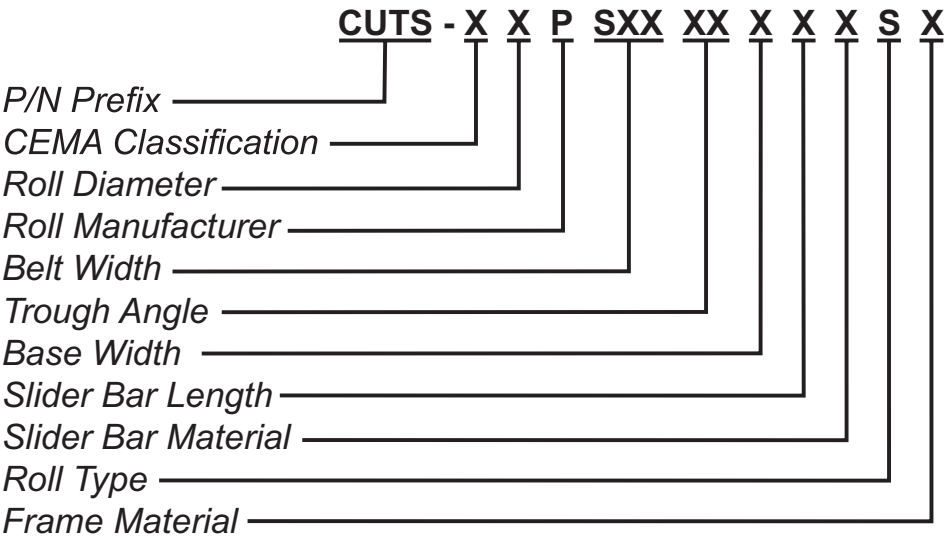 CUTS - X X P SXX XX X X X S X
P/N Prefix
CEMA Classification
Roll Diameter
Roll Manufacturer
Belt Width
Trough Angle
Base Width
Slider Bar Length
Slider Bar Material
Roll Type
Frame Material